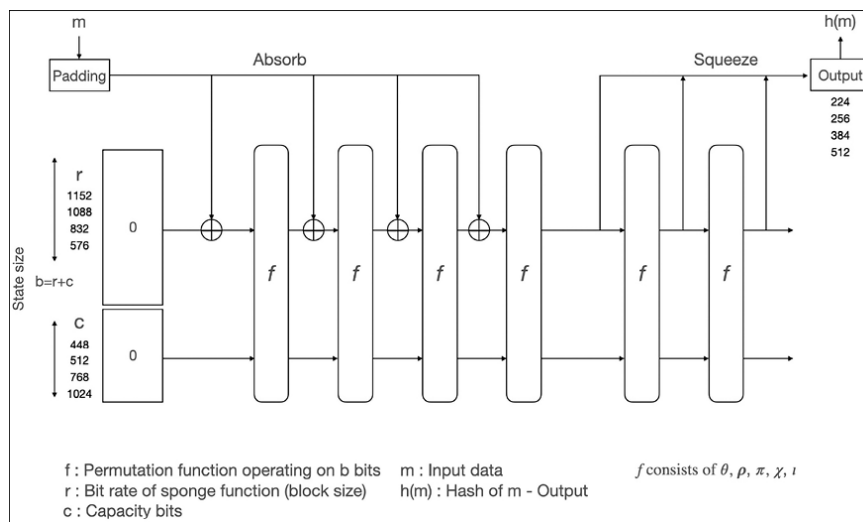 m
h(m)
Absorb
Squeeze
Padding
Output
224
256
384
512
r
1152
1088
832
576
0
State size
b=r+c
f
f
f
f
f
f
c
448
512
768
1024
0
f : Permutation function operating on b bits
m : Input data
f consists of θ, ρ, π, χ, ι
r : Bit rate of sponge function (block size)
h(m) : Hash of m - Output
c : Capacity bits